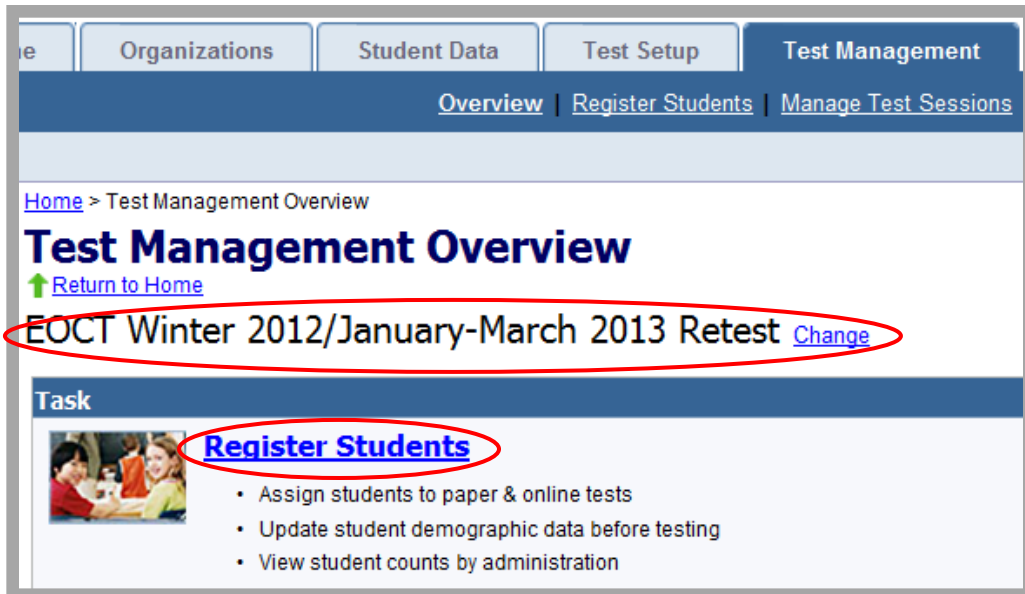 Organizations Student Data Test Setup Test Management
Overview | Register Students | Manage Test Sessions
Home > Test Management Overview
Test Management Overview
Return to Home
EOCT Winter 2012/January-March 2013 Retest Change
Task
Register Students
• Assign students to paper & online tests
• Update student demographic data before testing
• View student counts by administration